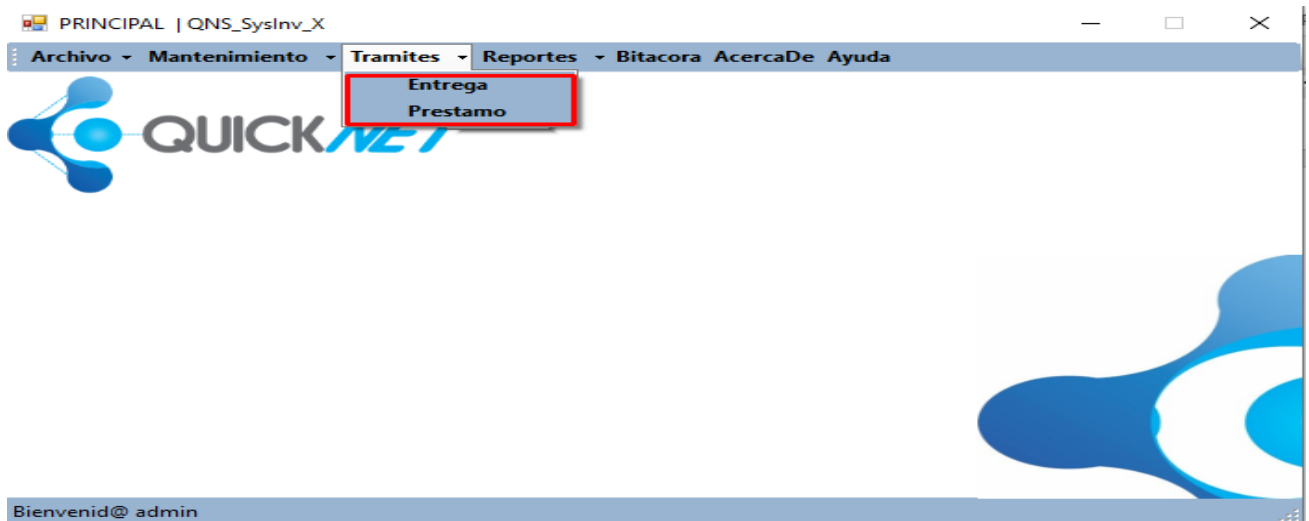 PRINCIPAL | QNS_SysInv_X
Archivo Mantenimiento Tramites Reportes Bitacora AcercaDe Ayuda
Entrega
Prestamo
QUICKNET
Bienvenid@ admin